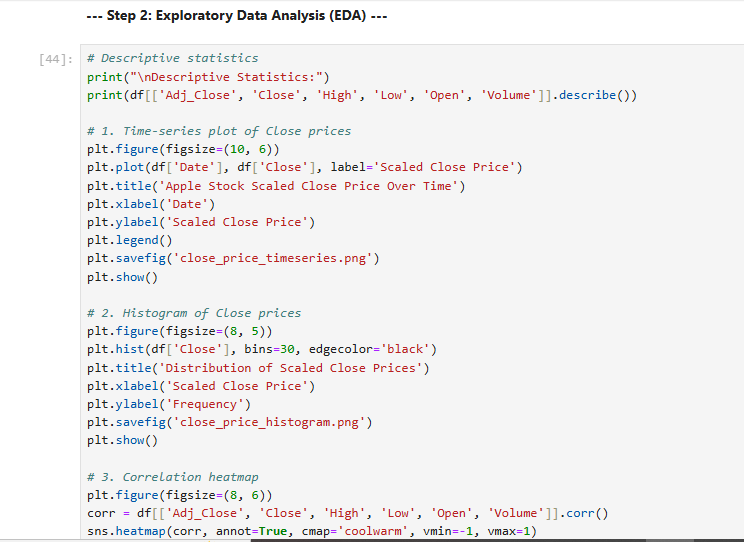 --- Step 2: Exploratory Data Analysis (EDA) ---
[44]: # Descriptive statistics
print("\nDescriptive Statistics:")
print(df[['Adj_Close', 'Close', 'High', 'Low', 'Open', 'Volume']].describe())
# 1. Time-series plot of Close prices
plt.figure(figsize=(10, 6))
plt.plot(df['Date'], df['Close'], label='Scaled Close Price')
plt.title('Apple Stock Scaled Close Price Over Time')
plt.xlabel('Date')
plt.ylabel('Scaled Close Price')
plt.legend()
plt.savefig('close_price_timeseries.png')
plt.show()
# 2. Histogram of Close prices
plt.figure(figsize=(8, 5))
plt.hist(df['Close'], bins=30, edgecolor='black')
plt.title('Distribution of Scaled Close Prices')
plt.xlabel('Scaled Close Price')
plt.ylabel('Frequency')
plt.savefig('close_price_histogram.png')
plt.show()
# 3. Correlation heatmap
plt.figure(figsize=(8, 6))
corr = df[['Adj_Close', 'Close', 'High', 'Low', 'Open', 'Volume']].corr()
sns.heatmap(corr, annot=True, cmap='coolwarm', vmin=-1, vmax=1)